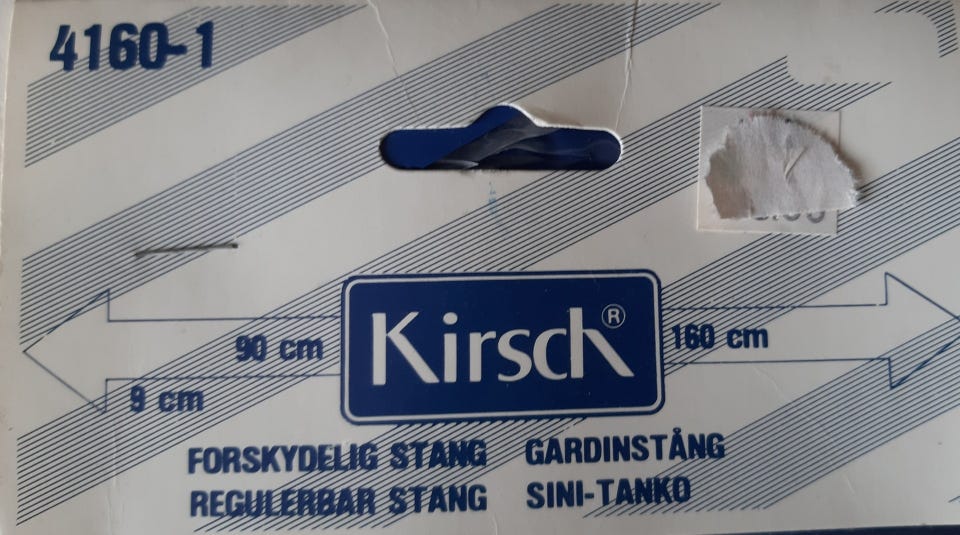 4160-1
Kirsch®
90 cm
160 cm
9 cm
FORSKYDELIG STANG GARDINSTÅNG
REGULERBAR STANG SINI-TANKO